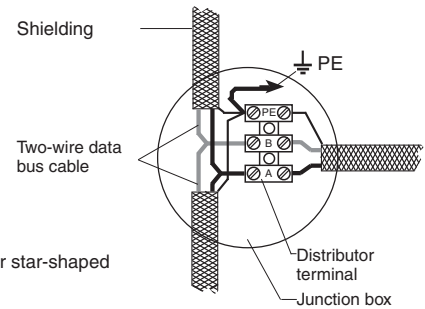 Shielding
PE
PE
Two-wire data
bus cable
B
A
r star-shaped
Distributor
terminal
Junction box